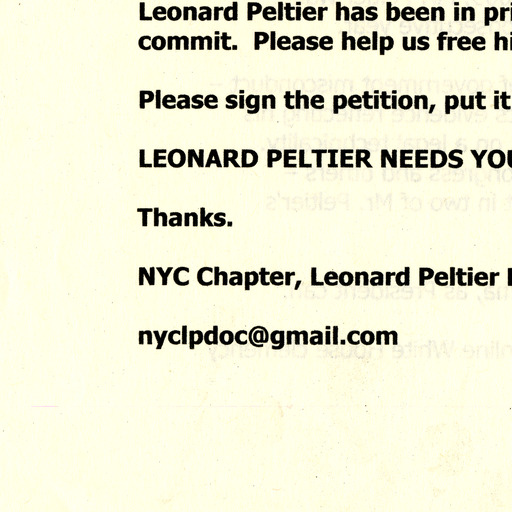 Leonard Peltier has been in pri
commit. Please help us free hi
Please sign the petition, put it
LEONARD PELTIER NEEDS YOU
Thanks.
NYC Chapter, Leonard Peltier
nyclpdoc@gmail.com